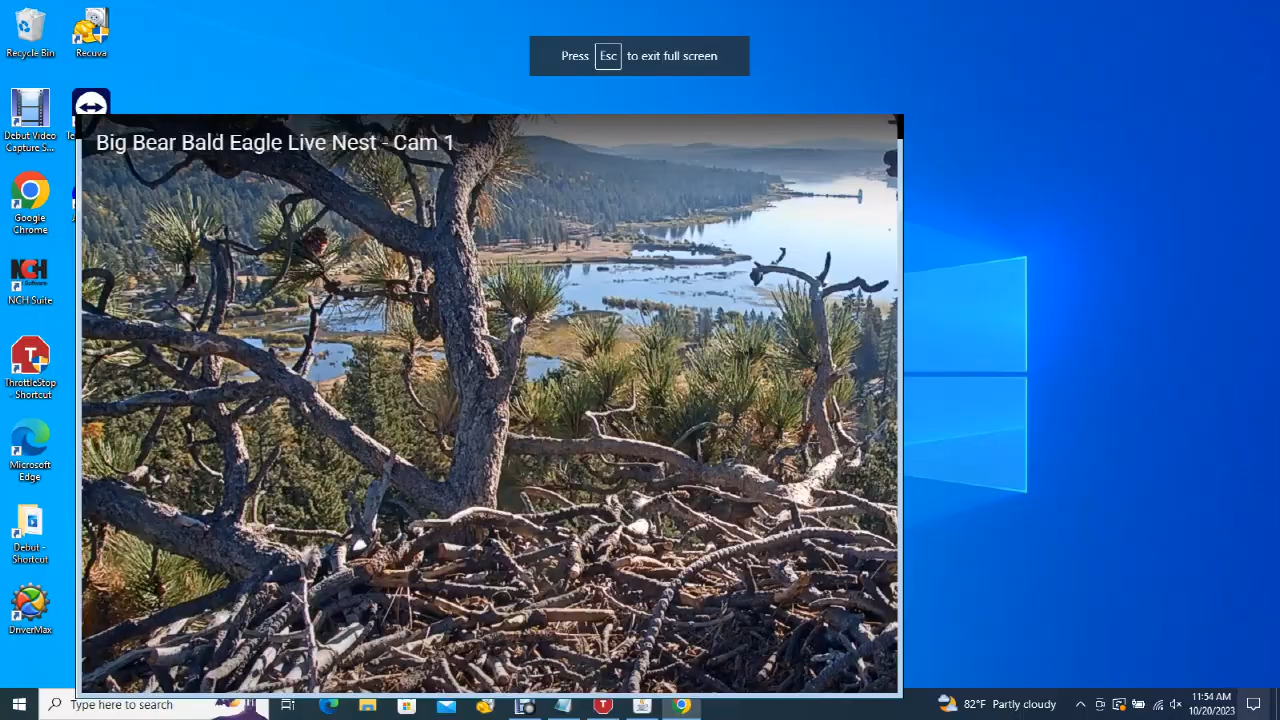 Recycle Bin
Recuva
Debut Video
Capture S...
Google
Chrome
NCH
NCH Suite
T
ThrottleStop
- Shortcut
Microsoft
Edge
Debut -
Shortcut
DriverMax
Press Esc to exit full screen
Big Bear Bald Eagle Live Nest - Cam 1
Type here to search
T
82°F Partly cloudy
11:54 AM
10/20/2023